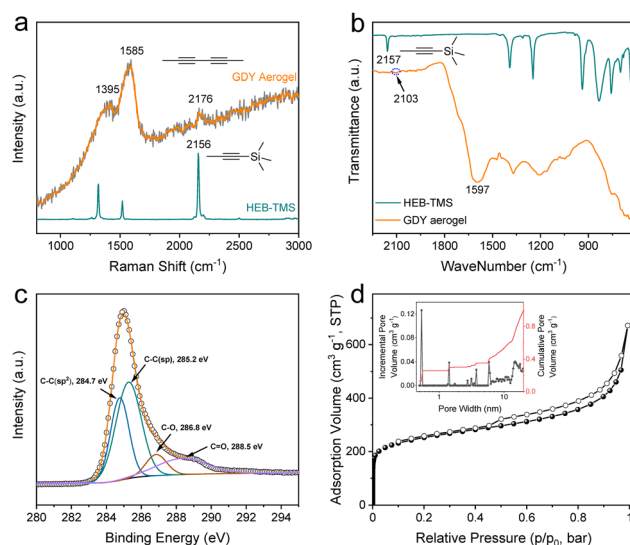 a
1585
1395
GDY Aerogel
2176
2156
Si
HEB-TMS
Intensity (a.u.)
1000 1500 2000 2500 3000
Raman Shift (cm-1)
b
2157
Si
2103
1597
HEB-TMS
GDY aerogel
Transmittance (a.u.)
2100 1800 1500 1200 900
WaveNumber (cm-1)
c
C-C(sp2), 284.7 eV
C-C(sp), 285.2 eV
C-O, 286.8 eV
C=O, 288.5 eV
Intensity (a.u.)
280 282 284 286 288 290 292 294
Binding Energy (eV)
d
Adsorption Volume (cm3 g-1, STP)
600
400
200
0
0.0 0.2 0.4 0.6 0.8 1.0
Relative Pressure (p/p0, bar)
Incremental Pore
Volume (cm3 g-1)
0.12
0.08
0.04
0.00
1 10
Pore Width (nm)
0.8
0.4
0.0
Cumulative Pore
Volume (cm3 g-1)